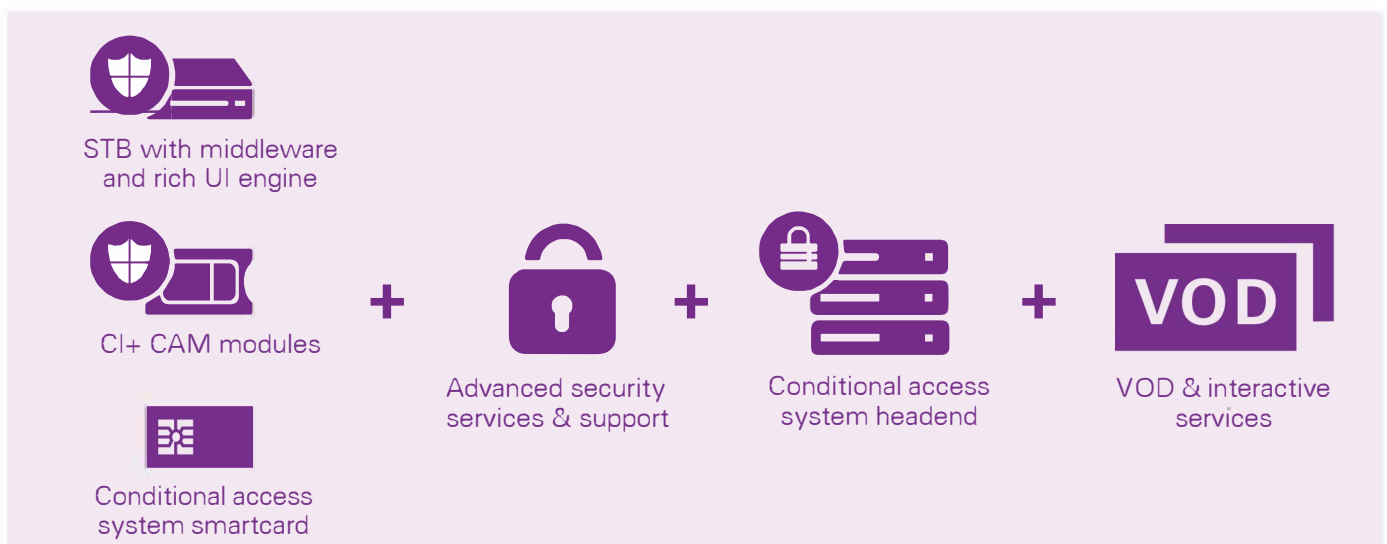 STB with middleware
and rich UI engine
CI+ CAM modules
Conditional access
system smartcard
+
Advanced security
services & support
+
Conditional access
system headend
+
VOD
VOD & interactive
services